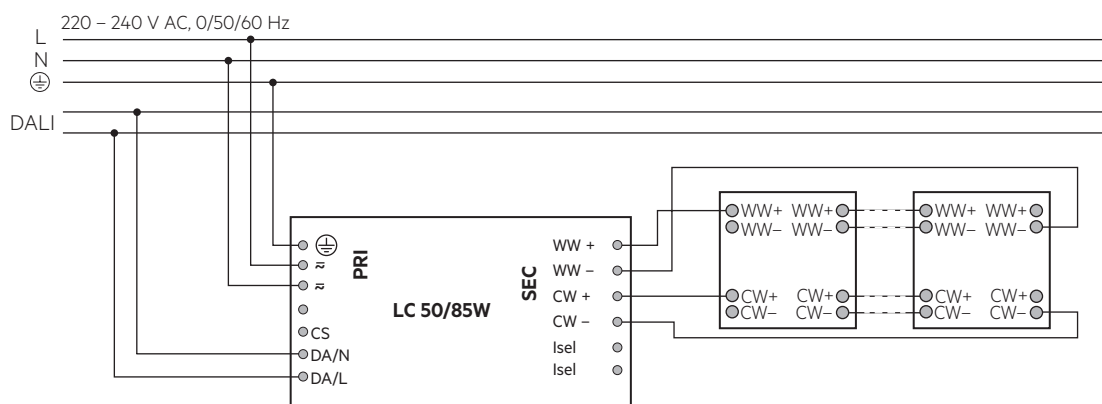 220 – 240 V AC, 0/50/60 Hz
L
N
DALI
PRI
CS
DA/N
DA/L
LC 50/85W
SEC
WW +
WW –
CW +
CW –
Isel
Isel
WW+ WW+
WW– WW–
CW+ CW+
CW– CW–
WW+ WW+
WW– WW–
CW+ CW+
CW– CW–